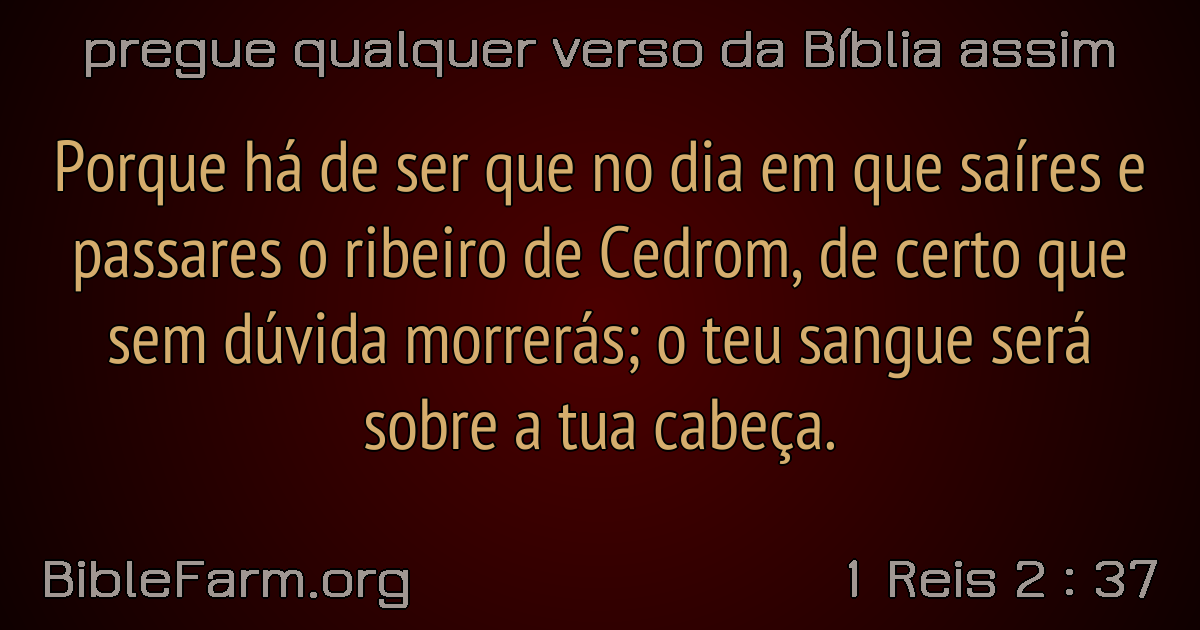 pregue qualquer verso da Bíblia assim
Porque há de ser que no dia em que saíres e
passares o ribeiro de Cedrom, de certo que
sem dúvida morrerás; o teu sangue será
sobre a tua cabeça.
BibleFarm.org
1 Reis 2 : 37